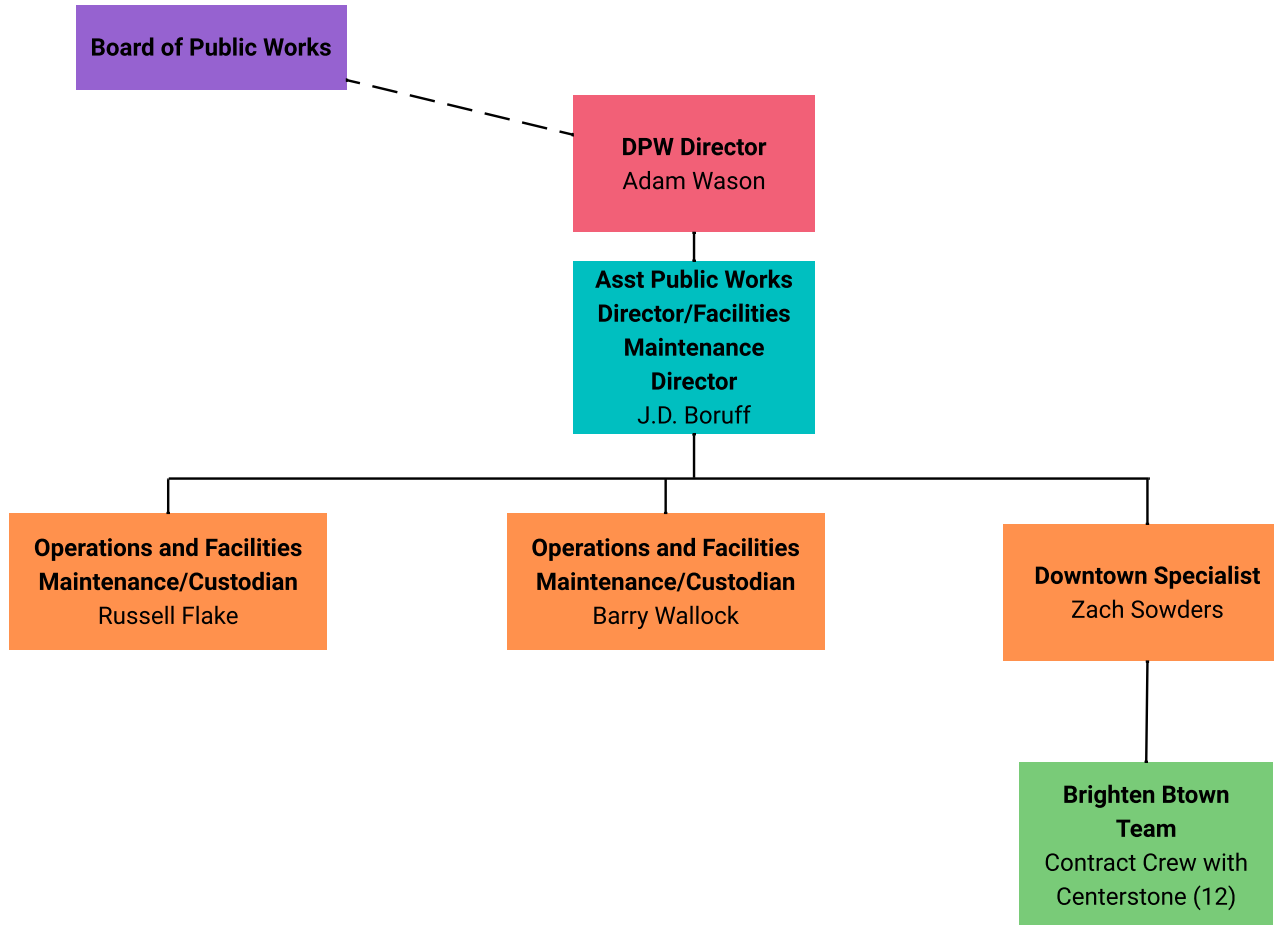 Board of Public Works
DPW Director
Adam Wason
Asst Public Works
Director/Facilities
Maintenance
Director
J.D. Boruff
Operations and Facilities
Maintenance/Custodian
Russell Flake
Operations and Facilities
Maintenance/Custodian
Barry Wallock
Downtown Specialist
Zach Sowders
Brighten Btown
Team
Contract Crew with
Centerstone (12)